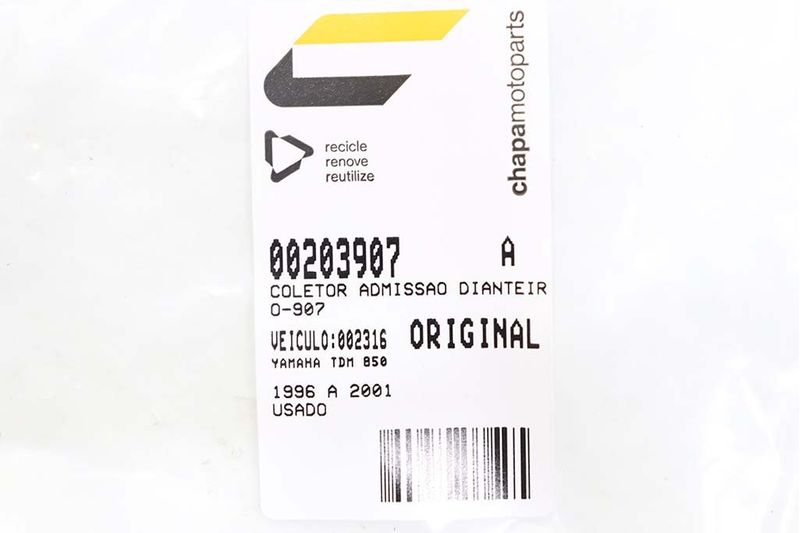 chapamotoparts
recicle
renove
reutilize
00203907 A
COLETOR ADMISSAO DIANTEIR
O-907
VEICULO:002316 ORIGINAL
YAMAHA TDM 850
1996 A 2001
USADO